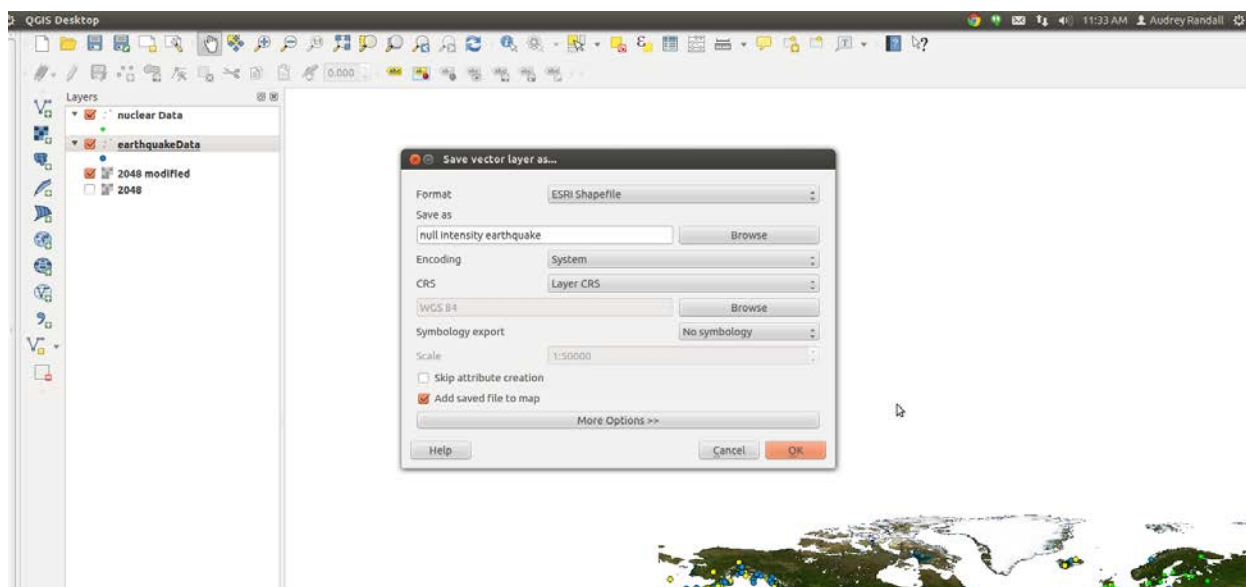 QGIS Desktop
11:33 AM Audrey Randall
0.000
Layers
nuclear Data
earthquakeData
2048 modified
2048
Save vector layer as...
Format ESRI Shapefile
Save as
null intensity earthquake Browse
Encoding System
CRS Layer CRS
WGS 84 Browse
Symbology export No symbology
Scale 1:50000
Skip attribute creation
Add saved file to map
More Options >>
Help Cancel OK